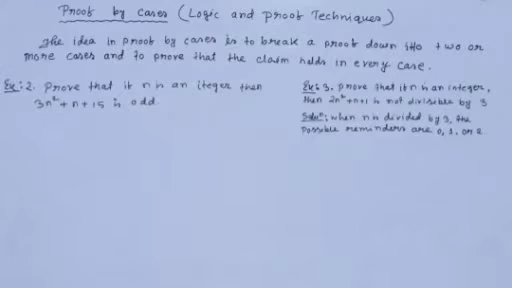 Proof by Cases (Logic and Proof Techniques)
The idea in proof by cases is to break a proof down into two or
more cases and to prove that the claim holds in every case.
Ex: 2. Prove that if n is an iteger then
3n² + n + 15 is odd
Ex: 3. Prove that if n is an integer,
then 2n² + n + 1 is not divisible by 3
Solnⁿ: when n is divided by 3, the
possible reminders are 0, 1, or 2